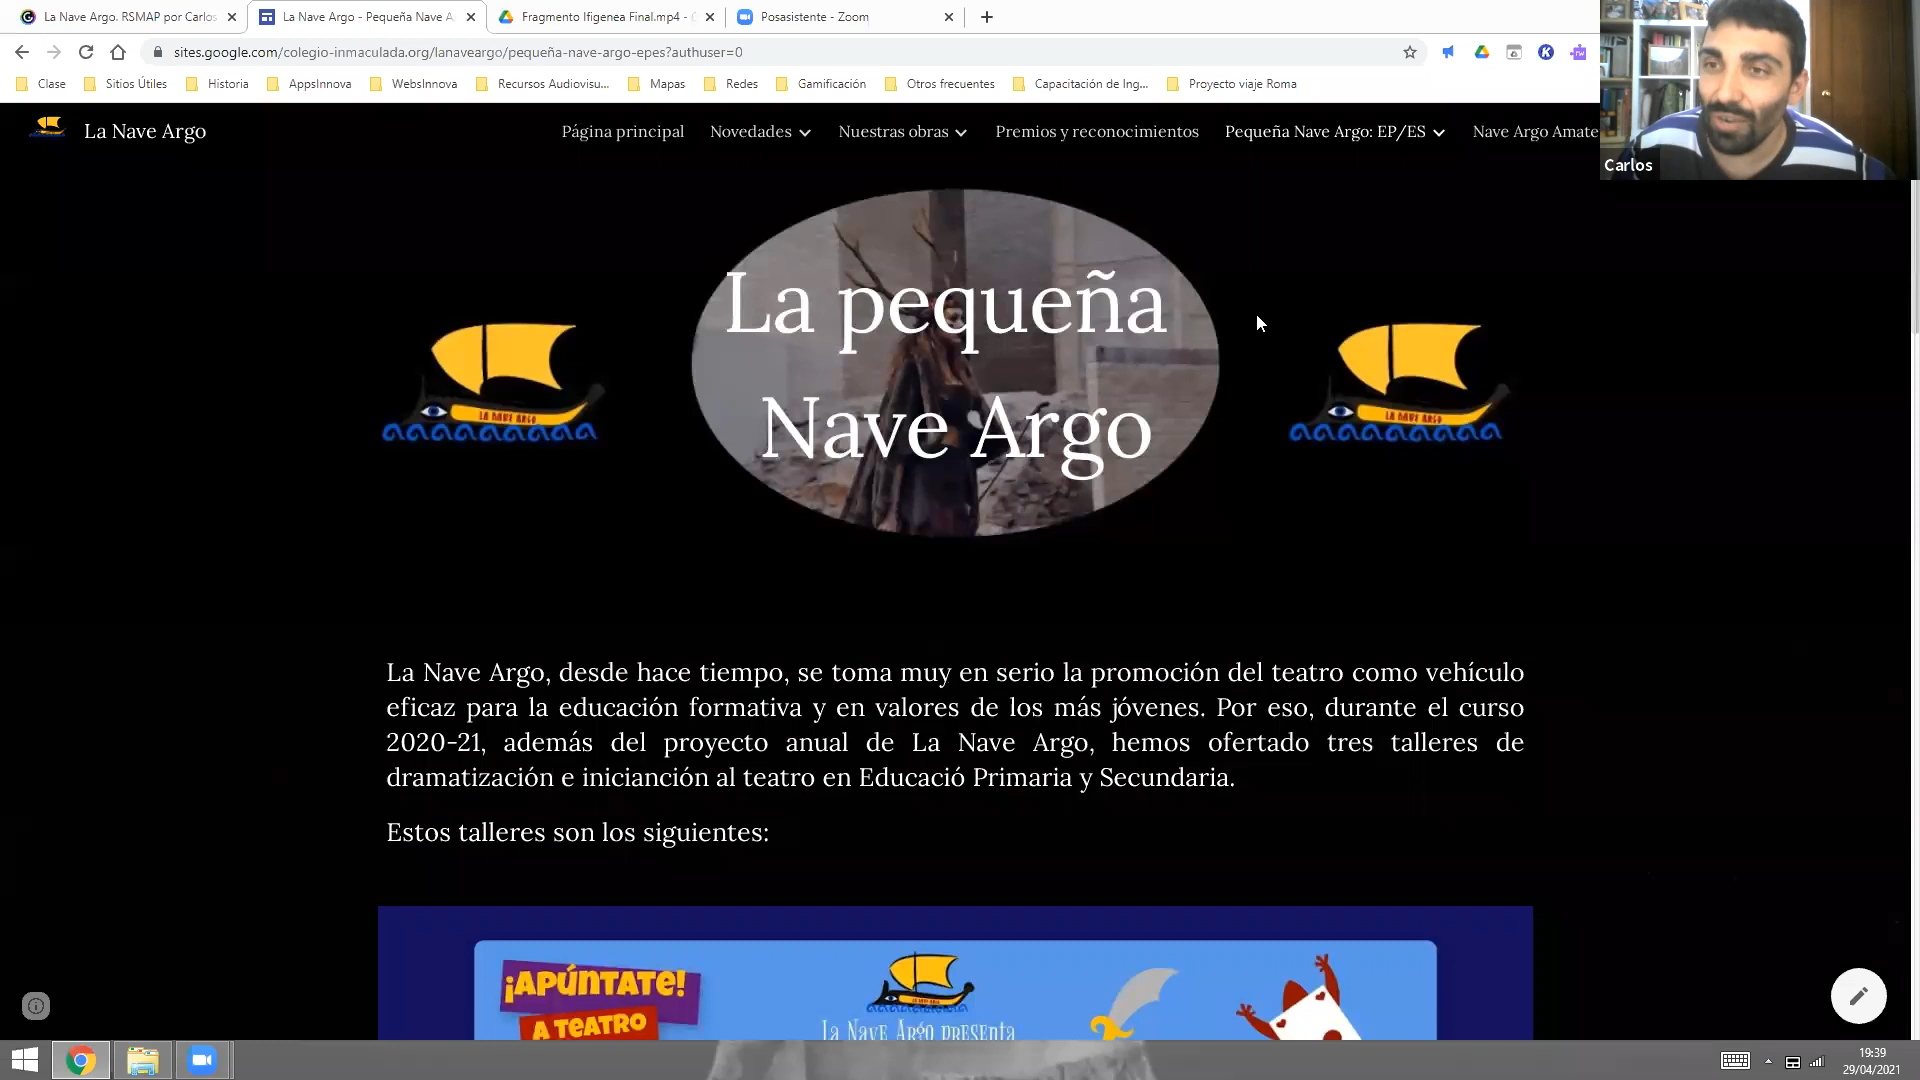 La Nave Argo. RSMAP por Carlos
La Nave Argo - Pequeña Nave A
Fragmento Ifigenea Final.mp4 -
Posasistente - Zoom
sites.google.com/colegio-inmaculada.org/lanaveargo/pequeña-nave-argo-epes?authuser=0
Clase
Sitios Útiles
Historia
AppsInnova
WebsInnova
Recursos Audiovisu...
Mapas
Redes
Gamificación
Otros frecuentes
Capacitación de Ing...
Proyecto viaje Roma
La Nave Argo
Página principal
Novedades
Nuestras obras
Premios y reconocimientos
Pequeña Nave Argo: EP/ES
Nave Argo Amate
Carlos
La pequeña
Nave Argo
LA NAVE ARGO
LA NAVE ARGO
La Nave Argo, desde hace tiempo, se toma muy en serio la promoción del teatro como vehículo
eficaz para la educación formativa y en valores de los más jóvenes. Por eso, durante el curso
2020-21, además del proyecto anual de La Nave Argo, hemos ofertado tres talleres de
dramatización e inicianción al teatro en Educació Primaria y Secundaria.
Estos talleres son los siguientes:
¡APÚNTATE!
A TEATRO
La Nave Argo presenta
19:39
29/04/2021